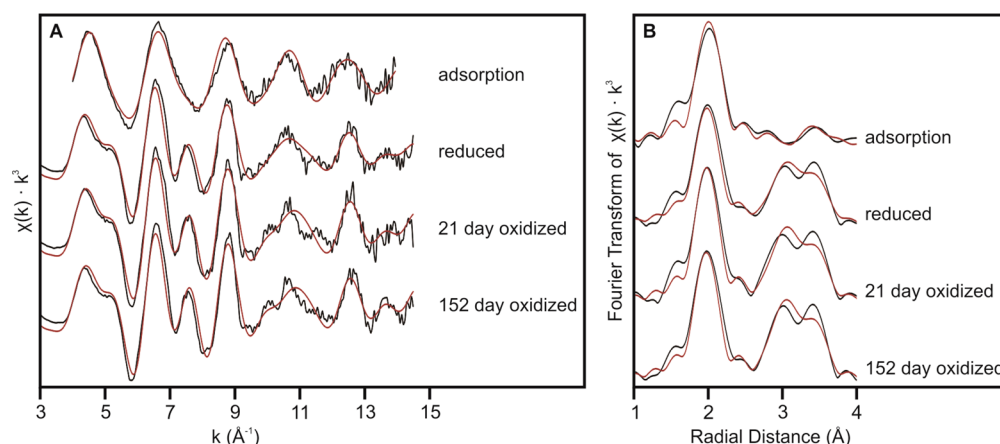 A
adsorption
reduced
21 day oxidized
152 day oxidized
χ(k) · k³
3 5 7 9 11 13 15
k (Å⁻¹)
B
adsorption
reduced
21 day oxidized
152 day oxidized
Fourier Transform of χ(k) · k³
1 2 3 4
Radial Distance (Å)